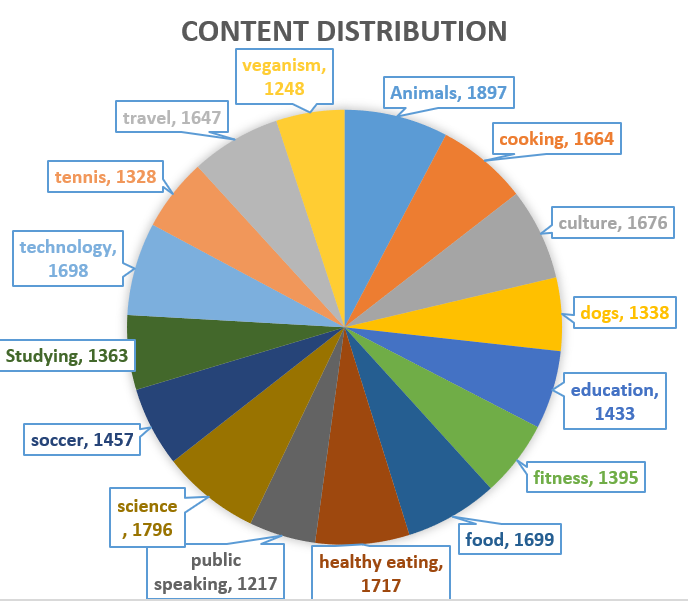 CONTENT DISTRIBUTION
veganism,
1248
Animals, 1897
travel, 1647
cooking, 1664
tennis, 1328
culture, 1676
technology,
1698
dogs, 1338
Studying, 1363
education,
1433
soccer, 1457
fitness, 1395
science
, 1796
food, 1699
public
speaking, 1217
healthy eating,
1717